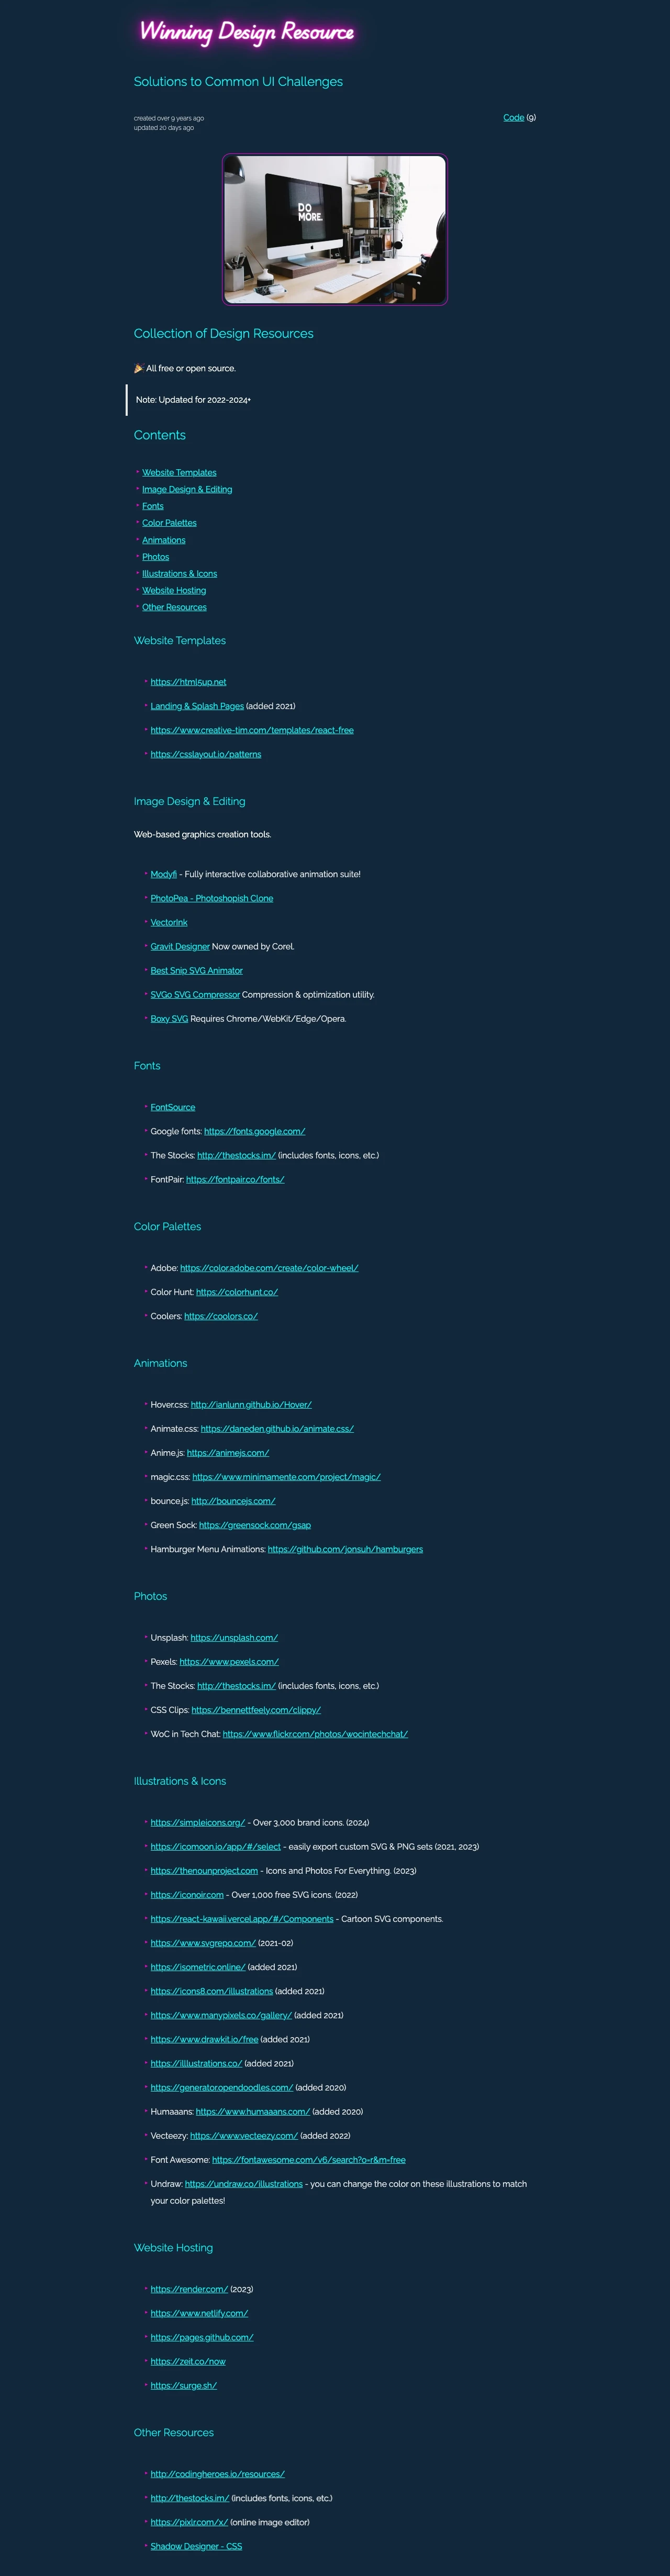 Winning Design Resource
Solutions to Common UI Challenges
created over 9 years ago
updated 20 days ago
Code (9)
DO
MORE.
Collection of Design Resources
🎉 All free or open source.
Note: Updated for 2022-2024+
Contents
Website Templates
Image Design & Editing
Fonts
Color Palettes
Animations
Photos
Illustrations & Icons
Website Hosting
Other Resources
Website Templates
https://html5up.net
Landing & Splash Pages (added 2021)
https://www.creative-tim.com/templates/react-free
https://csslayout.io/patterns
Image Design & Editing
Web-based graphics creation tools.
Modyfi - Fully interactive collaborative animation suite!
PhotoPea - Photoshopish Clone
VectorInk
Gravit Designer Now owned by Corel.
Best Snip SVG Animator
SVGo SVG Compressor Compression & optimization utility.
Boxy SVG Requires Chrome/WebKit/Edge/Opera.
Fonts
FontSource
Google fonts: https://fonts.google.com/
The Stocks: http://thestocks.im/ (includes fonts, icons, etc.)
FontPair: https://fontpair.co/fonts/
Color Palettes
Adobe: https://color.adobe.com/create/color-wheel/
Color Hunt: https://colorhunt.co/
Coolers: https://coolors.co/
Animations
Hover.css: http://ianlunn.github.io/Hover/
Animate.css: https://daneden.github.io/animate.css/
Anime.js: https://animejs.com/
magic.css: https://www.minimamente.com/project/magic/
bounce.js: http://bouncejs.com/
Green Sock: https://greensock.com/gsap
Hamburger Menu Animations: https://github.com/jonsuh/hamburgers
Photos
Unsplash: https://unsplash.com/
Pexels: https://www.pexels.com/
The Stocks: http://thestocks.im/ (includes fonts, icons, etc.)
CSS Clips: https://bennettfeely.com/clippy/
WoC in Tech Chat: https://www.flickr.com/photos/wocintechchat/
Illustrations & Icons
https://simpleicons.org/ - Over 3,000 brand icons. (2024)
https://icomoon.io/app/#/select - easily export custom SVG & PNG sets (2021, 2023)
https://thenounproject.com - Icons and Photos For Everything. (2023)
https://iconoir.com - Over 1,000 free SVG icons. (2022)
https://react-kawaii.vercel.app/#/Components - Cartoon SVG components.
https://www.svgrepo.com/ (2021-02)
https://isometric.online/ (added 2021)
https://icons8.com/illustrations (added 2021)
https://www.manypixels.co/gallery/ (added 2021)
https://www.drawkit.io/free (added 2021)
https://illlustrations.co/ (added 2021)
https://generator.opendoodles.com/ (added 2020)
Humaaans: https://www.humaaans.com/ (added 2020)
Vecteezy: https://www.vecteezy.com/ (added 2022)
Font Awesome: https://fontawesome.com/v6/search?o=r&m=free
Undraw: https://undraw.co/illustrations - you can change the color on these illustrations to match
your color palettes!
Website Hosting
https://render.com/ (2023)
https://www.netlify.com/
https://pages.github.com/
https://zeit.co/now
https://surge.sh/
Other Resources
http://codingheroes.io/resources/
http://thestocks.im/ (includes fonts, icons, etc.)
https://pixlr.com/x/ (online image editor)
Shadow Designer - CSS